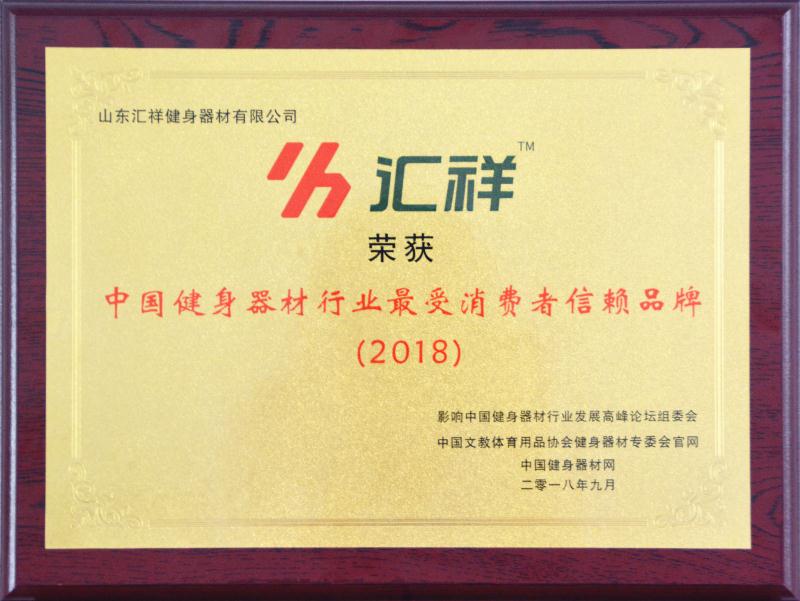 山东汇祥健身器材有限公司
汇祥™
荣获
中国健身器材行业最受消费者信赖品牌
(2018)
影响中国健身器材行业发展高峰论坛组委会
中国文教体育用品协会健身器材专委会官网
中国健身器材网
二零一八年九月